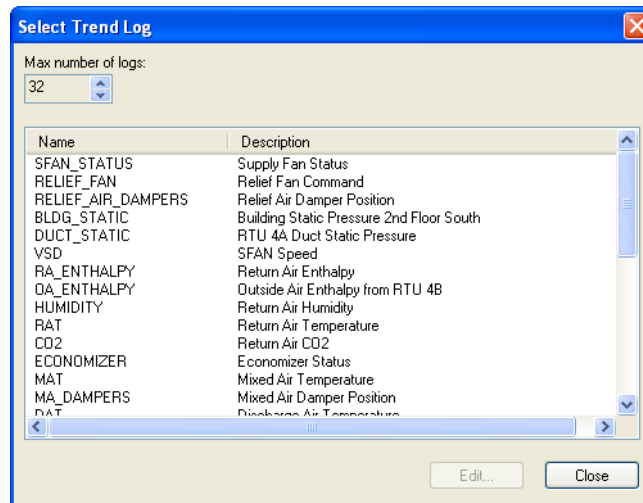 Select Trend Log
Max number of logs:
32
Name Description
SFAN_STATUS Supply Fan Status
RELIEF_FAN Relief Fan Command
RELIEF_AIR_DAMPERS Relief Air Damper Position
BLDG_STATIC Building Static Pressure 2nd Floor South
DUCT_STATIC RTU 4A Duct Static Pressure
VSD SFAN Speed
RA_ENTHALPY Return Air Enthalpy
OA_ENTHALPY Outside Air Enthalpy from RTU 4B
HUMIDITY Return Air Humidity
RAT Return Air Temperature
CO2 Return Air CO2
ECONOMIZER Economizer Status
MAT Mixed Air Temperature
MA_DAMPERS Mixed Air Damper Position
DAT Discharge Air Temperature
Edit... Close